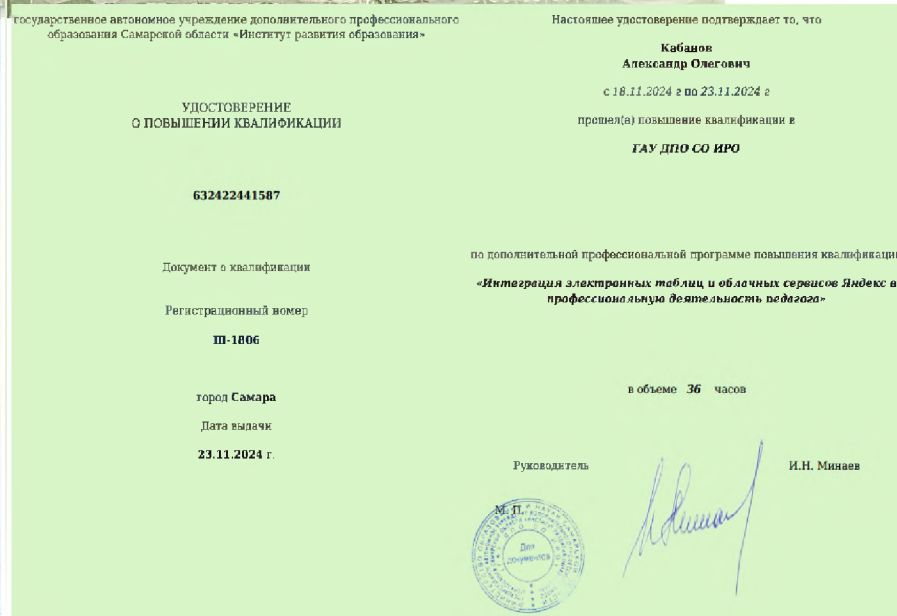 государственное автономное учреждение дополнительного профессионального
образования Самарской области «Институт развития образования»
УДОСТОВЕРЕНИЕ
О ПОВЫШЕНИИ КВАЛИФИКАЦИИ
632422441587
Документ о квалификации
Регистрационный номер
Ш-1806
город Самара
Дата выдачи
23.11.2024 г.
Настоящее удостоверение подтверждает то, что
Кабанов
Александр Олегович
с 18.11.2024 г по 23.11.2024 г
прошел(а) повышение квалификации в
ГАУ ДПО СО ИРО
по дополнительной профессиональной программе повышения квалификации
«Интеграция электронных таблиц и облачных сервисов Яндекс в
профессиональную деятельность педагога»
в объеме 36 часов
Руководитель
И.Н. Минаев
М. П.
Для
документов